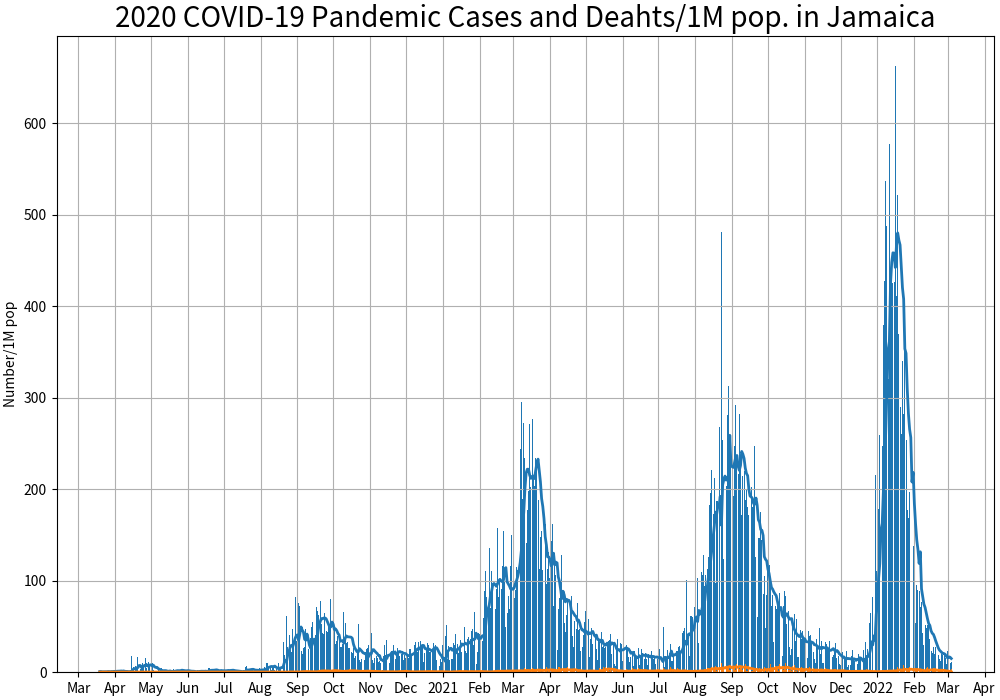 2020 COVID-19 Pandemic Cases and Deahts/1M pop. in Jamaica
Number/1M pop
600
500
400
300
200
100
0
Mar Apr May Jun Jul Aug Sep Oct Nov Dec 2021 Feb Mar Apr May Jun Jul Aug Sep Oct Nov Dec 2022 Feb Mar Apr